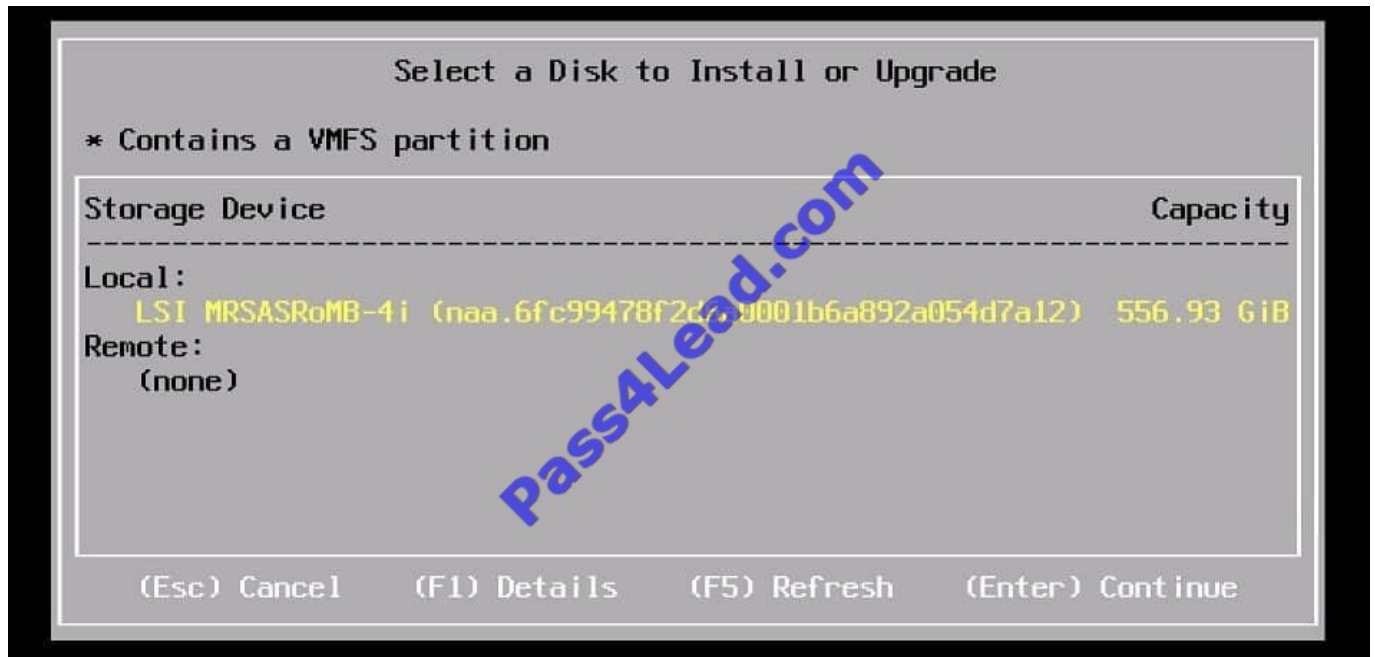 Select a Disk to Install or Upgrade
* Contains a VMFS partition
Storage Device Capacity
------------------------------------------------------------------------
Local:
LSI MRSASRoMB-4i 556.93 GiB
Remote:
(none)
(Esc) Cancel (F1) Details (F5) Refresh (Enter) Continue
Pass4Lead.com